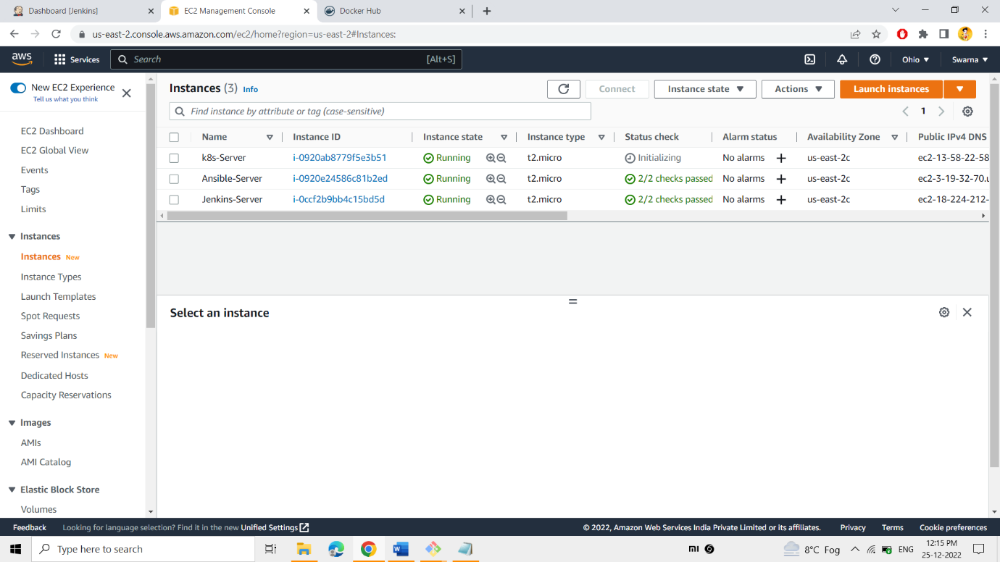 Dashboard [Jenkins]
EC2 Management Console
Docker Hub
us-east-2.console.aws.amazon.com/ec2/home?region=us-east-2#Instances:
aws
Services
Search
[Alt+S]
Ohio
Swarna
New EC2 Experience
Tell us what you think
EC2 Dashboard
EC2 Global View
Events
Tags
Limits
Instances
Instances New
Instance Types
Launch Templates
Spot Requests
Savings Plans
Reserved Instances New
Dedicated Hosts
Capacity Reservations
Images
AMIs
AMI Catalog
Elastic Block Store
Volumes
Instances (3) Info
Connect
Instance state
Actions
Launch instances
Find instance by attribute or tag (case-sensitive)
1
Name Instance ID Instance state Instance type Status check Alarm status Availability Zone Public IPv4 DNS
k8s-Server i-0920ab8779f5e3b51 Running t2.micro Initializing No alarms + us-east-2c ec2-13-58-22-58
Ansible-Server i-0920e24586c81b2ed Running t2.micro 2/2 checks passed No alarms + us-east-2c ec2-3-19-32-70.u
Jenkins-Server i-0ccf2b9bb4c15bd5d Running t2.micro 2/2 checks passed No alarms + us-east-2c ec2-18-224-212-
Select an instance
Feedback Looking for language selection? Find it in the new Unified Settings © 2022, Amazon Web Services India Private Limited or its affiliates. Privacy Terms Cookie preferences
Type here to search
8°C Fog
ENG
12:15 PM
25-12-2022